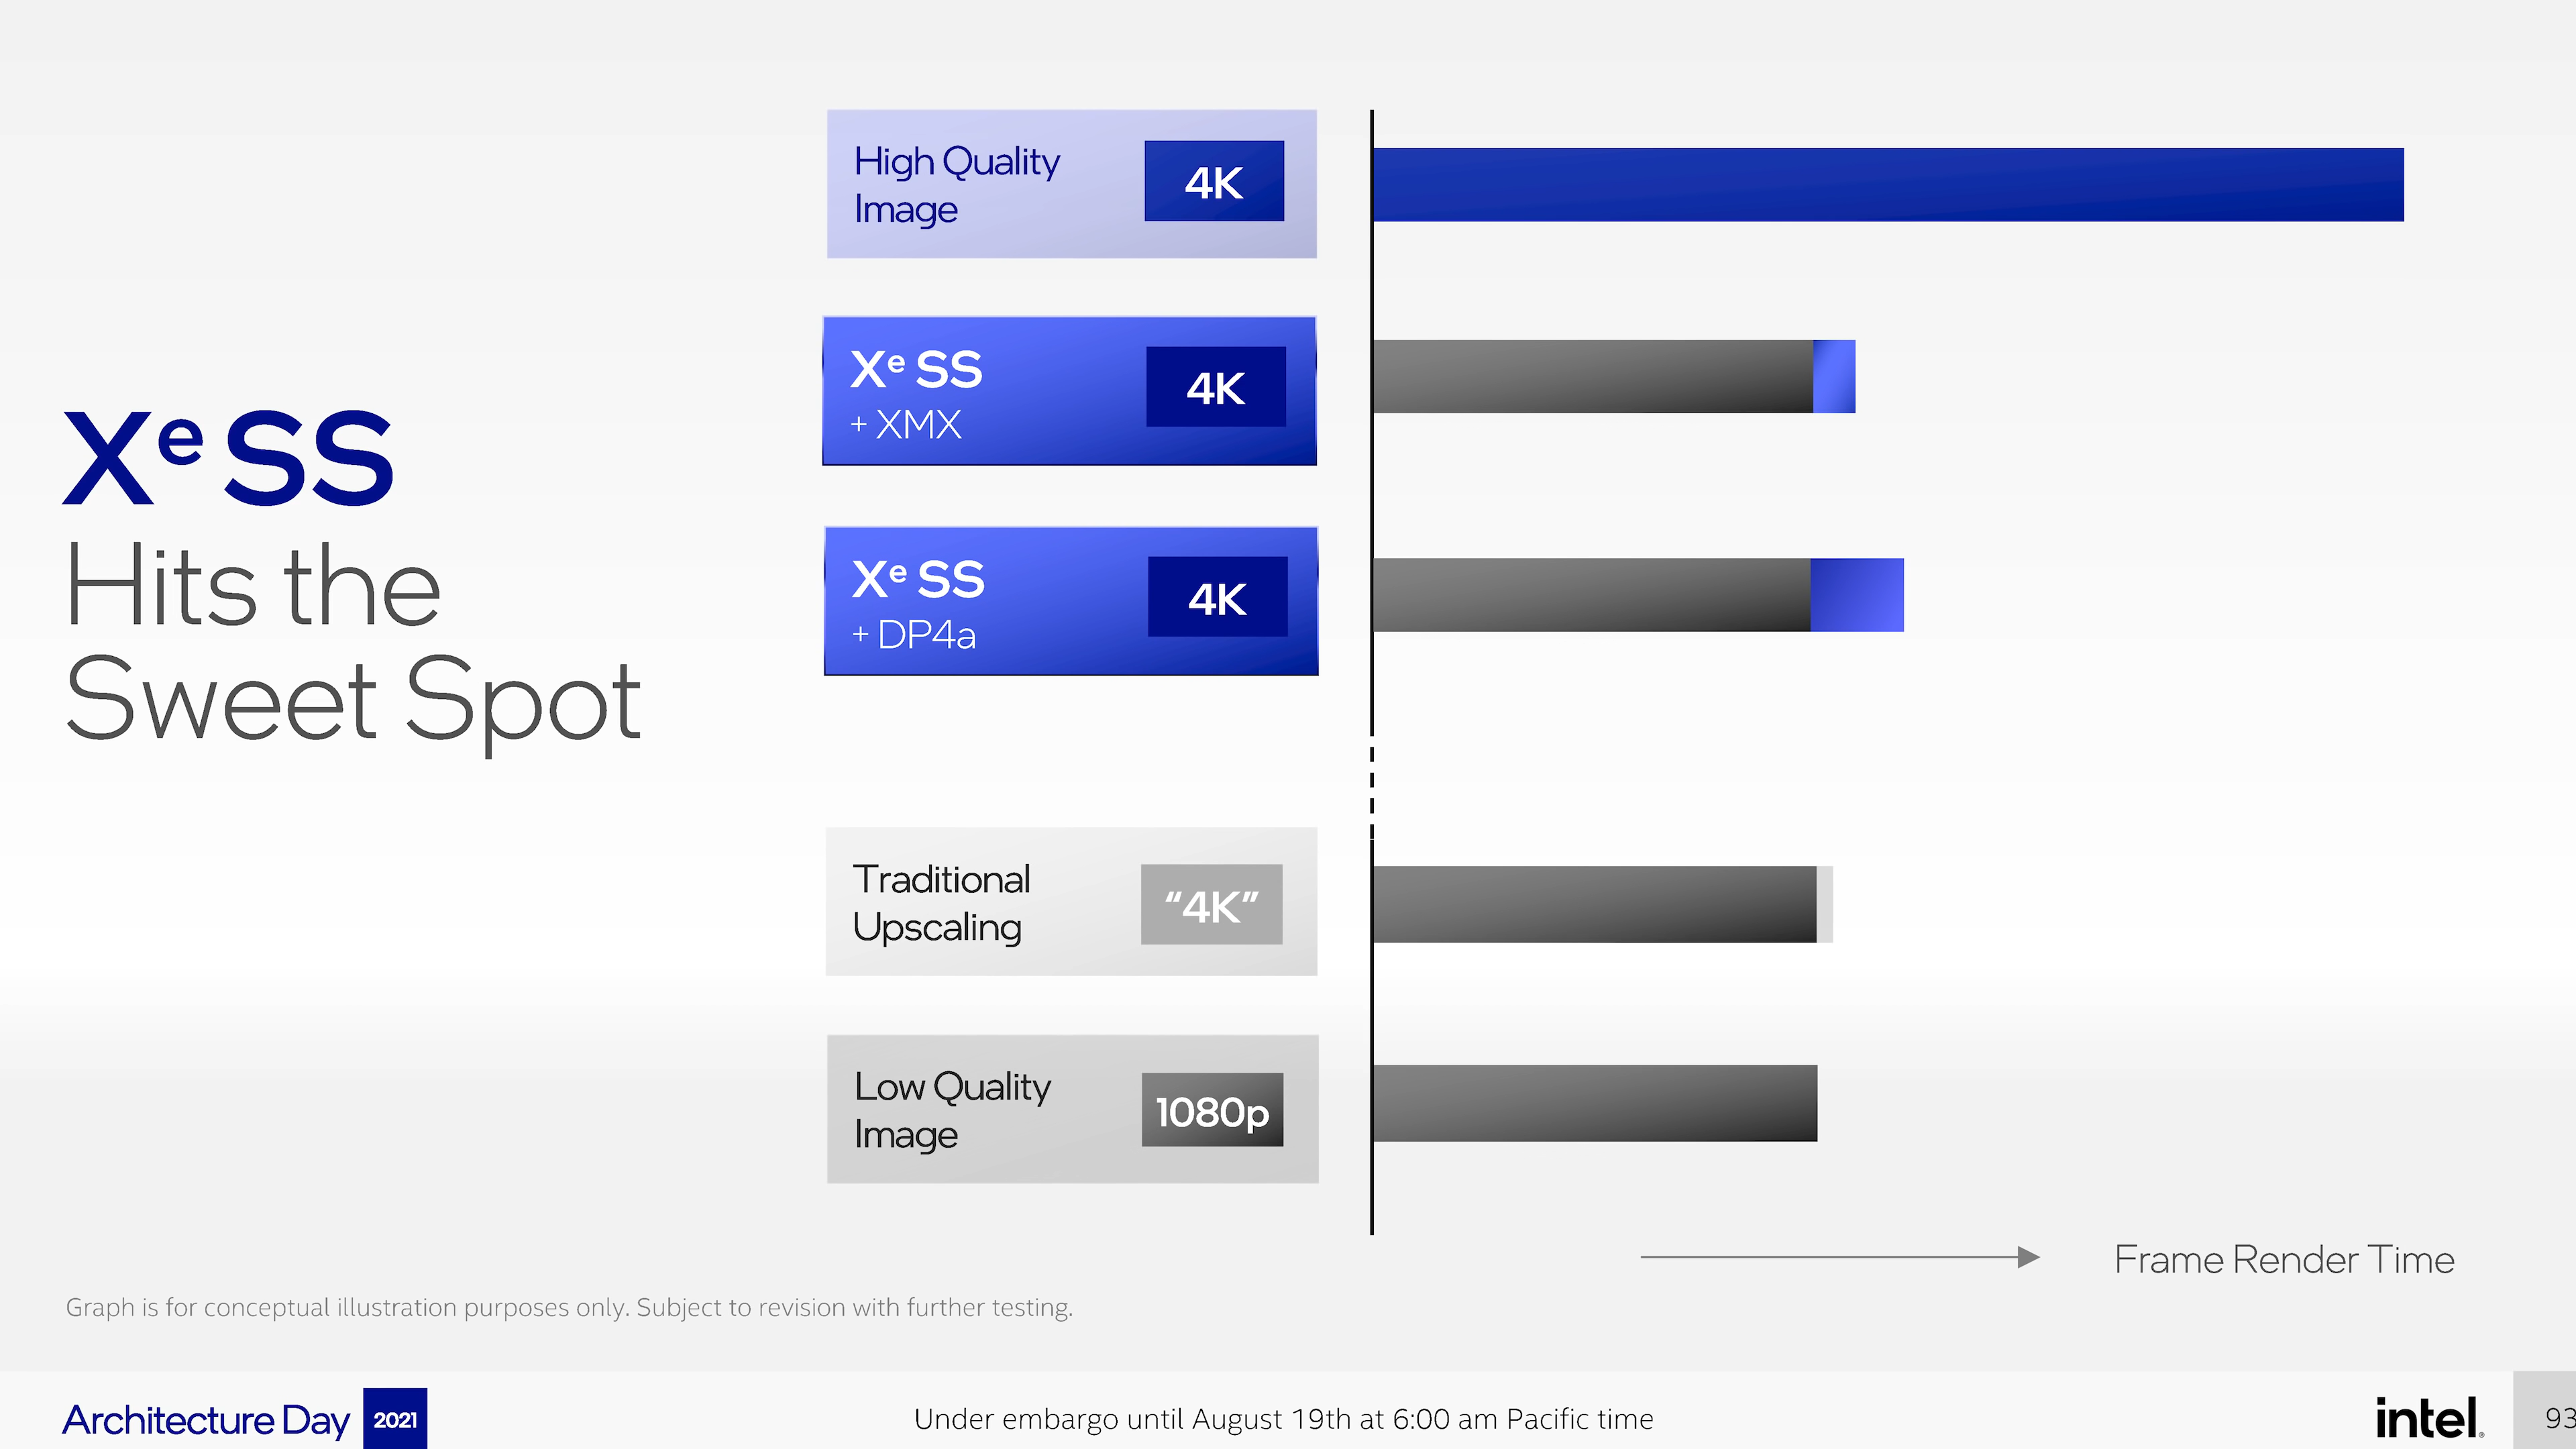 Xe SS
Hits the
Sweet Spot
High Quality
Image
4K
Xe SS
+ XMX
4K
Xe SS
+ DP4a
4K
Traditional
Upscaling
“4K”
Low Quality
Image
1080p
Frame Render Time
Graph is for conceptual illustration purposes only. Subject to revision with further testing.
Architecture Day 2021
Under embargo until August 19th at 6:00 am Pacific time
intel.
93